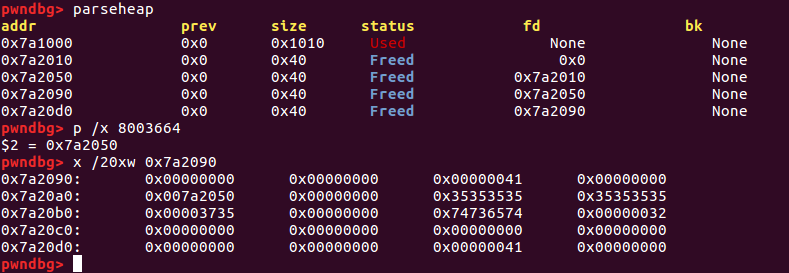 pwndbg> parseheap
addr prev size status fd bk
0x7a1000 0x0 0x1010 Used None None
0x7a2010 0x0 0x40 Freed 0x0 None
0x7a2050 0x0 0x40 Freed 0x7a2010 None
0x7a2090 0x0 0x40 Freed 0x7a2050 None
0x7a20d0 0x0 0x40 Freed 0x7a2090 None
pwndbg> p /x 8003664
$2 = 0x7a2050
pwndbg> x /20xw 0x7a2090
0x7a2090: 0x00000000 0x00000000 0x00000041 0x00000000
0x7a20a0: 0x007a2050 0x00000000 0x35353535 0x35353535
0x7a20b0: 0x00003735 0x00000000 0x74736574 0x00000032
0x7a20c0: 0x00000000 0x00000000 0x00000000 0x00000000
0x7a20d0: 0x00000000 0x00000000 0x00000041 0x00000000
pwndbg>